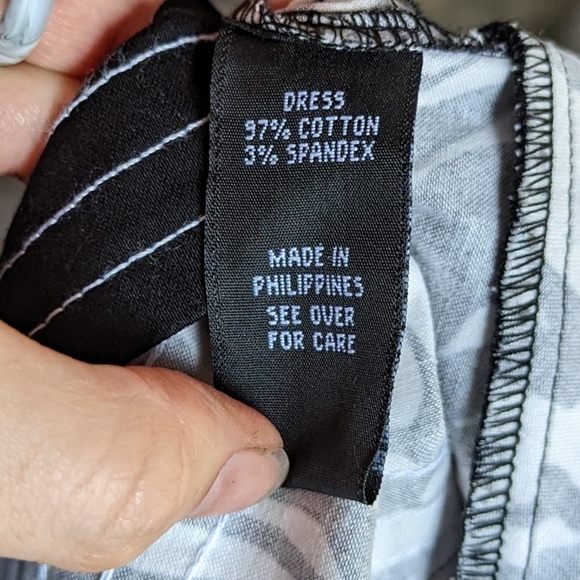 DRESS
97% COTTON
3% SPANDEX
MADE IN
PHILIPPINES
SEE OVER
FOR CARE